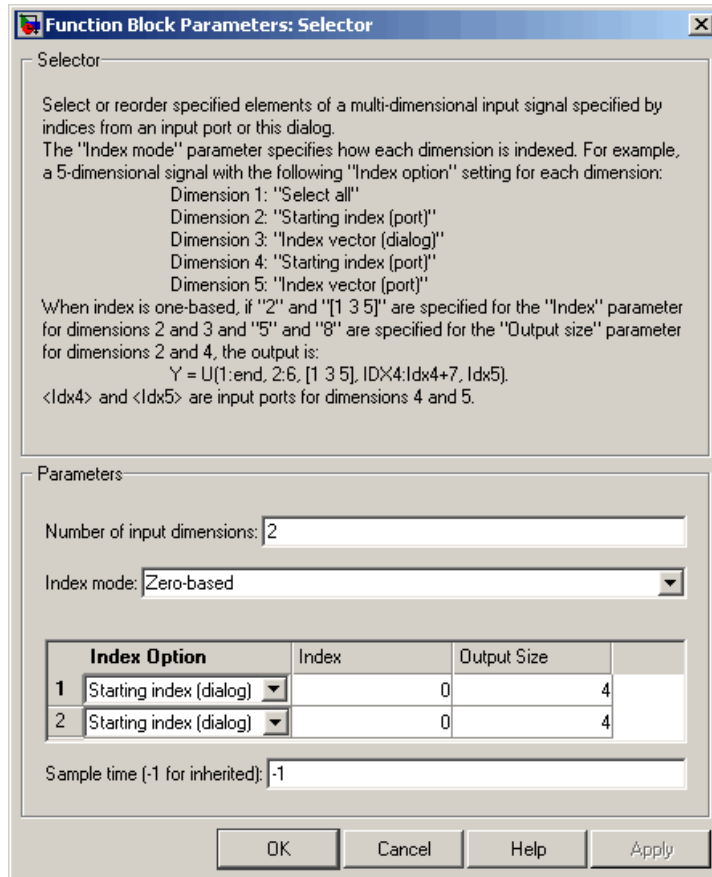 Function Block Parameters: Selector
Selector
Select or reorder specified elements of a multi-dimensional input signal specified by
indices from an input port or this dialog.
The "Index mode" parameter specifies how each dimension is indexed. For example,
a 5-dimensional signal with the following "Index option" setting for each dimension:
Dimension 1: "Select all"
Dimension 2: "Starting index (port)"
Dimension 3: "Index vector (dialog)"
Dimension 4: "Starting index (port)"
Dimension 5: "Index vector (port)"
When index is one-based, if "2" and "[1 3 5]" are specified for the "Index" parameter
for dimensions 2 and 3 and "5" and "8" are specified for the "Output size" parameter
for dimensions 2 and 4, the output is:
Y = U(1:end, 2:6, [1 3 5], IDX4:Idx4+7, Idx5).
<Idx4> and <Idx5> are input ports for dimensions 4 and 5.
Parameters
Number of input dimensions: 2
Index mode: Zero-based
Index Option Index Output Size
1 Starting index (dialog) 0 4
2 Starting index (dialog) 0 4
Sample time (-1 for inherited): -1
OK Cancel Help Apply